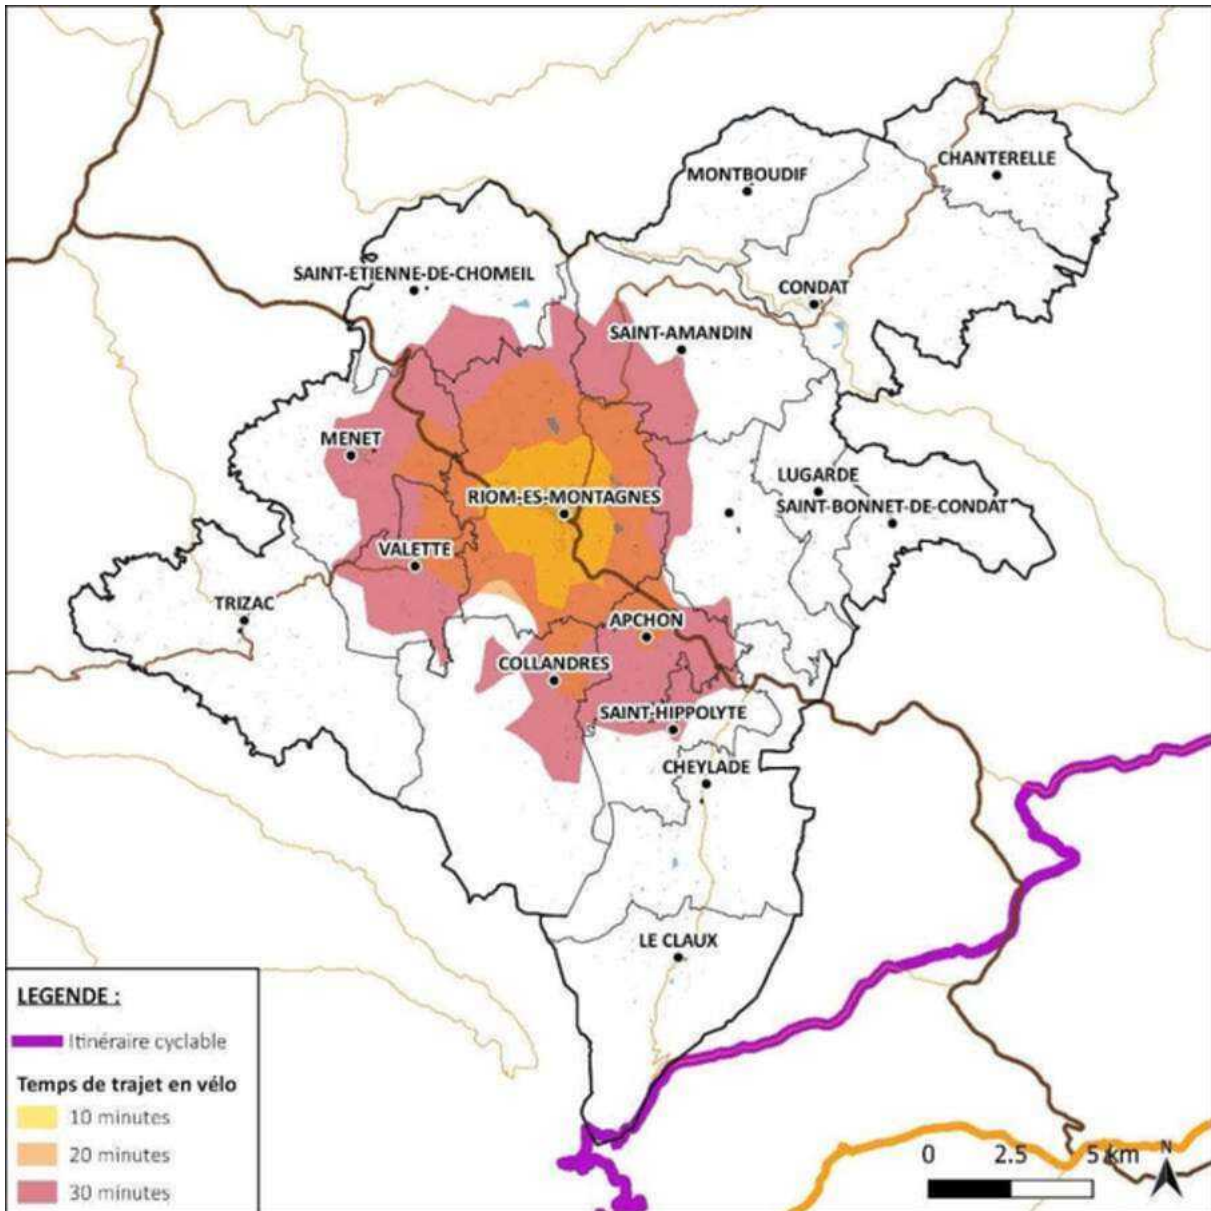 CHANTERELLE
MONTBOUDIF
SAINT-ETIENNE-DE-CHOMEIL
CONDAT
SAINT-AMANDIN
MENET
LUGARDE
RIOM-ES-MONTAGNES
SAINT-BONNET-DE-CONDAT
VALETTE
TRIZAC
APCHON
COLLANDRES
SAINT-HIPPOLYTE
CHEYLADE
LE CLAUX
LEGENDE :
Itinéraire cyclable
Temps de trajet en vélo
10 minutes
20 minutes
30 minutes
0 2.5 5 km
N